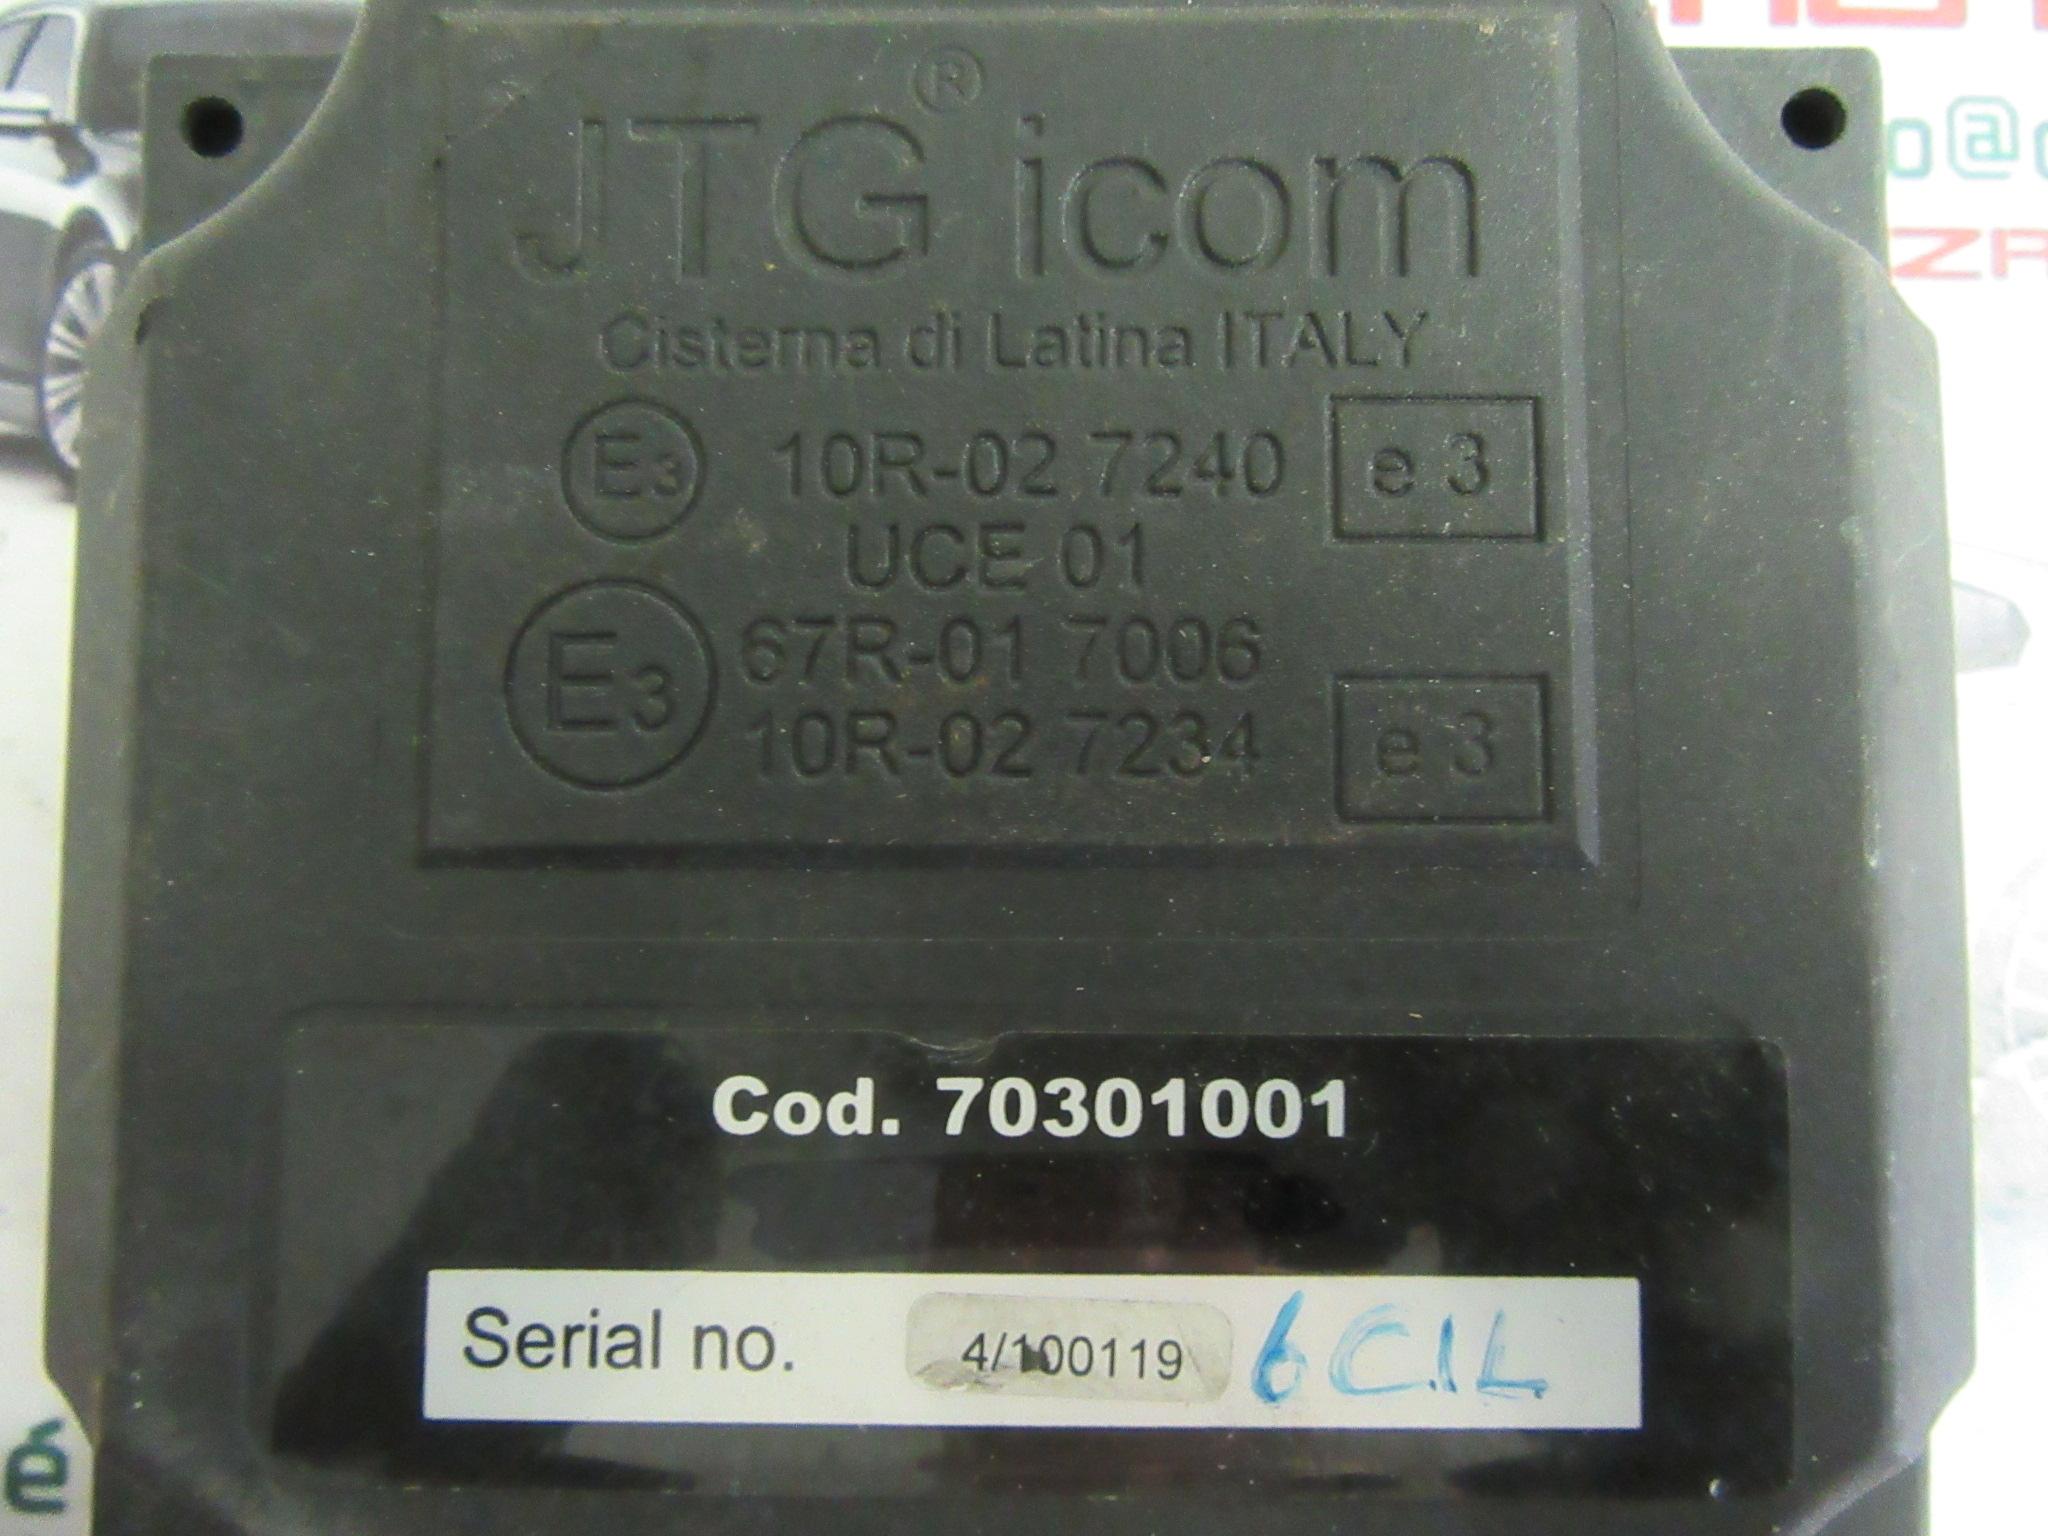 JTG® icom
Cisterna di Latina ITALY
E3 10R-02 7240 e 3
UCE 01
E3 67R-01 7006
10R-02 7234 e 3
Cod. 70301001
Serial no. 4/100119 6 C.I.L
o@
ZR